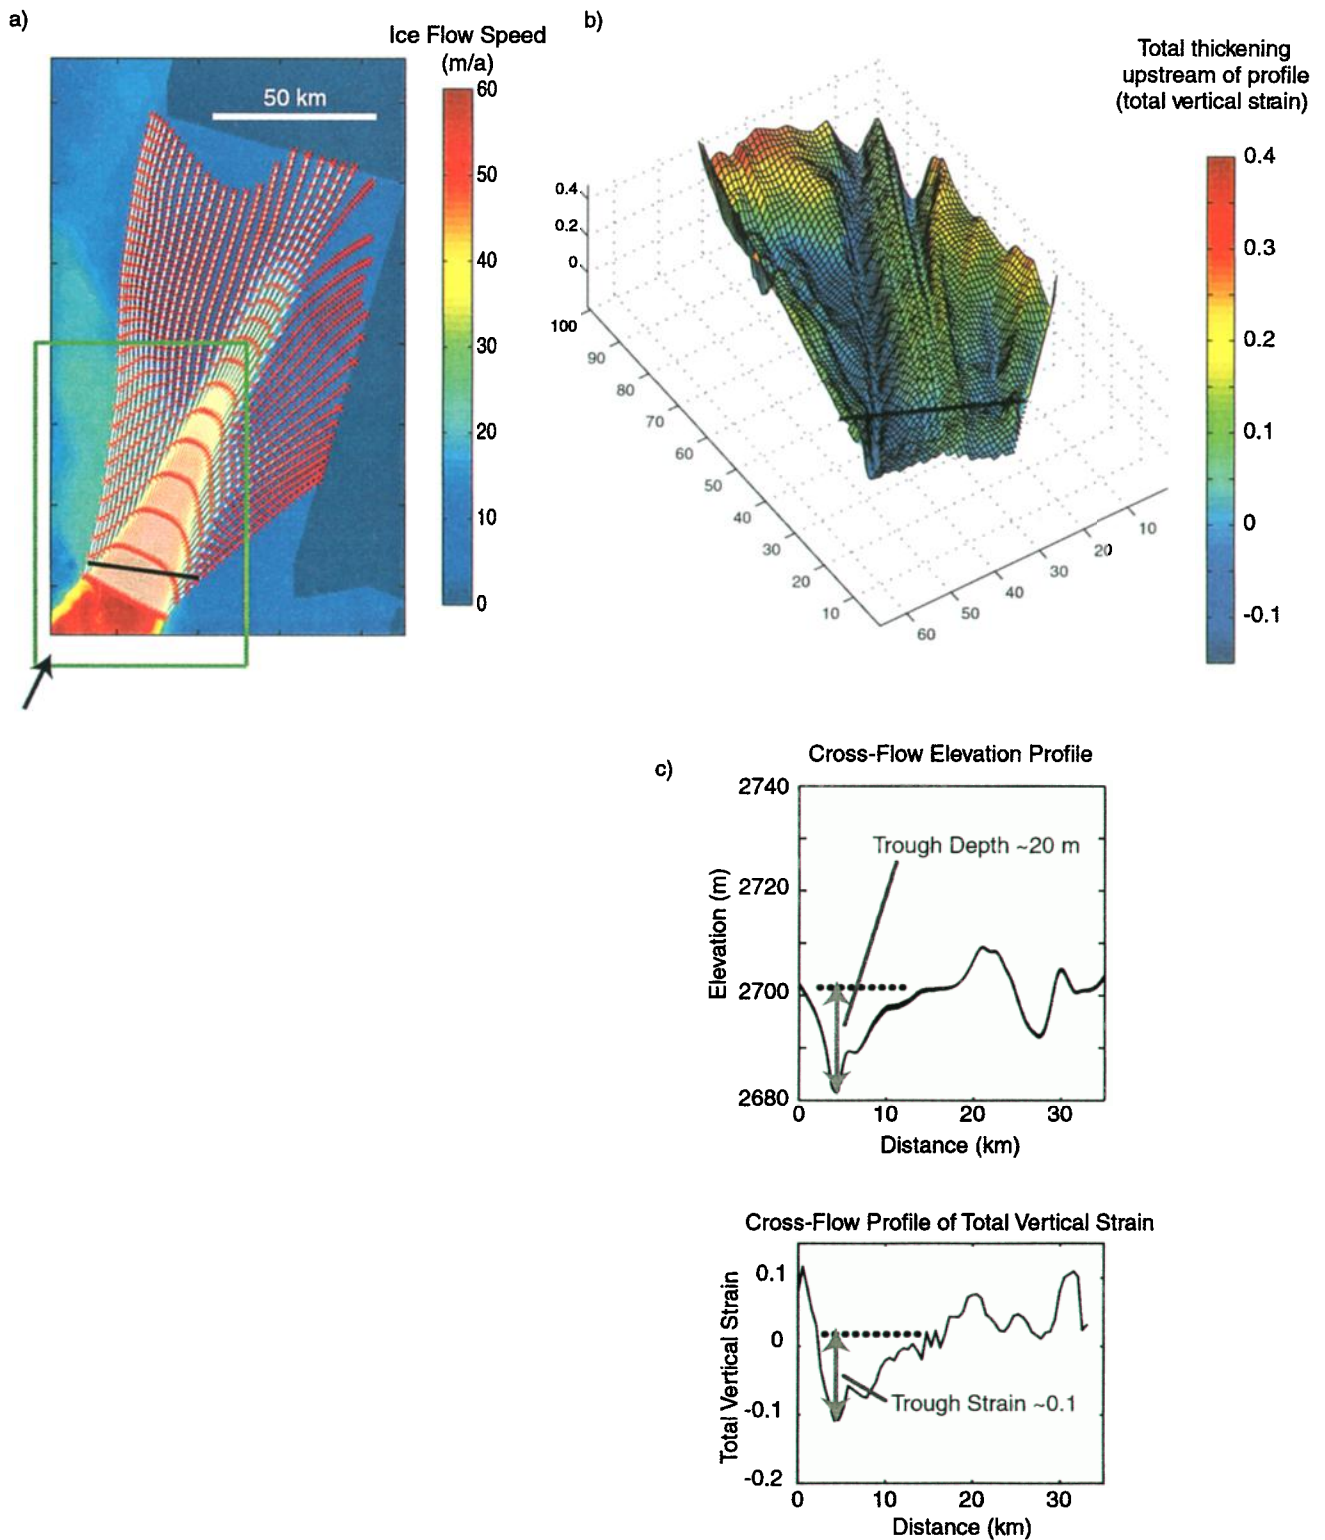 a)
Ice Flow Speed
(m/a)
50 km
60
50
40
30
20
10
0
b)
Total thickening
upstream of profile
(total vertical strain)
0.4
0.3
0.2
0.1
0
-0.1
0.4
0.2
0
100
90
80
70
60
50
40
30
20
10
60
50
40
30
20
10
c)
Cross-Flow Elevation Profile
Elevation (m)
2740
2720
2700
2680
Trough Depth ~20 m
0 10 20 30
Distance (km)
Cross-Flow Profile of Total Vertical Strain
Total Vertical Strain
0.1
0
-0.1
-0.2
Trough Strain ~0.1
0 10 20 30
Distance (km)